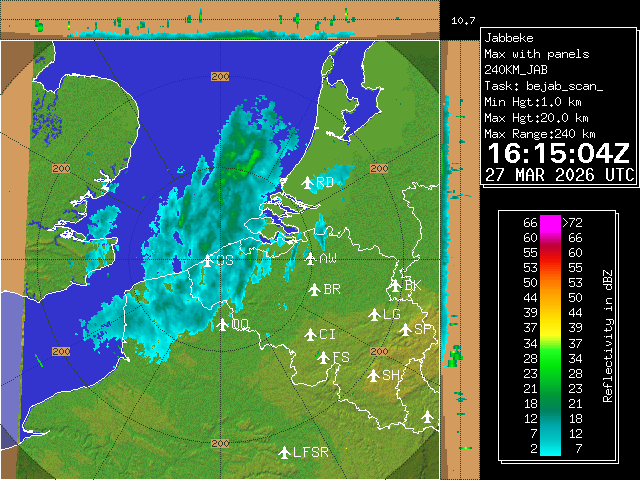 10.7
Jabbeke
Max with panels
240KM_JAB
Task: bejab_scan_
Min Hgt:1.0 km
Max Hgt:20.0 km
Max Range:240 km
16:15:04Z
27 MAR 2026 UTC
200
200
200
RD
OS
AW
BR
BK
LG
QO
CI
SP
200
200
FS
SH
200
LFSR
66 >72
60 66
55 60
53 55
50 53
44 50
39 44
37 39
34 37
28 34
23 28
21 23
18 21
12 18
7 12
2 7
Reflectivity in dBZ